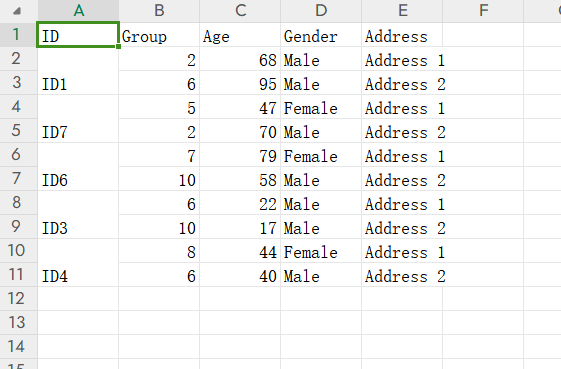 A B C D E F
1 ID Group Age Gender Address
2 2 68 Male Address 1
3 ID1 6 95 Male Address 2
4 5 47 Female Address 1
5 ID7 2 70 Male Address 2
6 7 79 Female Address 1
7 ID6 10 58 Male Address 2
8 6 22 Male Address 1
9 ID3 10 17 Male Address 2
10 8 44 Female Address 1
11 ID4 6 40 Male Address 2
12
13
14